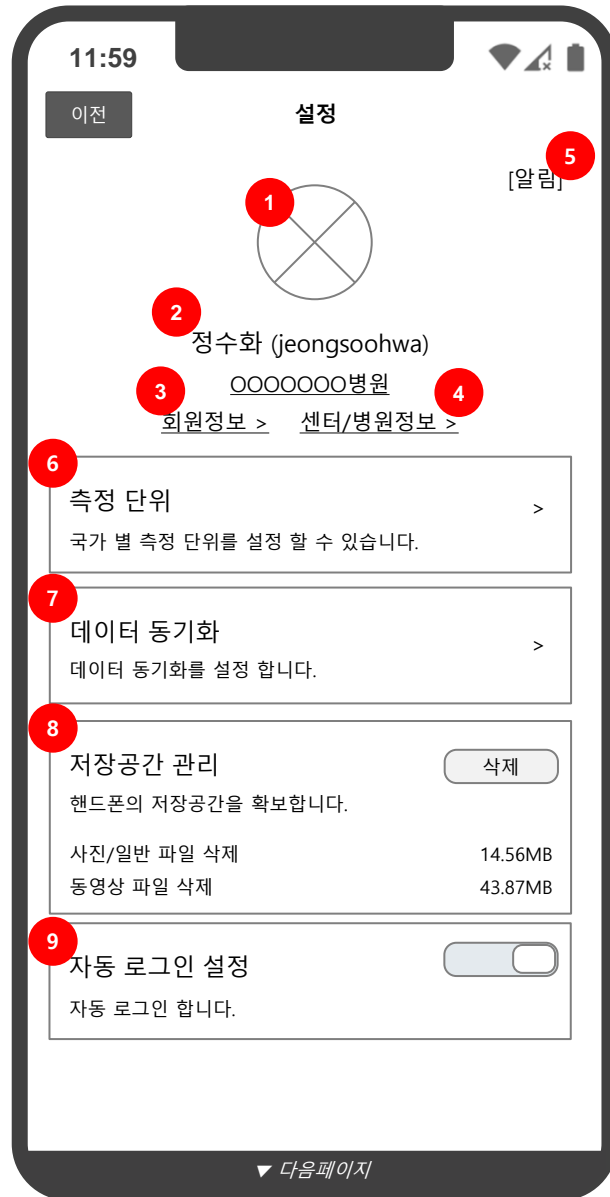 11:59
이전
설정
5
[알림]
1
2
정수화 (jeongsoohwa)
OOOOOOO병원
3
4
회원정보 >
센터/병원정보 >
6
측정 단위
>
국가 별 측정 단위를 설정 할 수 있습니다.
7
데이터 동기화
>
데이터 동기화를 설정 합니다.
8
저장공간 관리
삭제
핸드폰의 저장공간을 확보합니다.
사진/일반 파일 삭제
14.56MB
동영상 파일 삭제
43.87MB
9
자동 로그인 설정
자동 로그인 합니다.
▼ 다음페이지